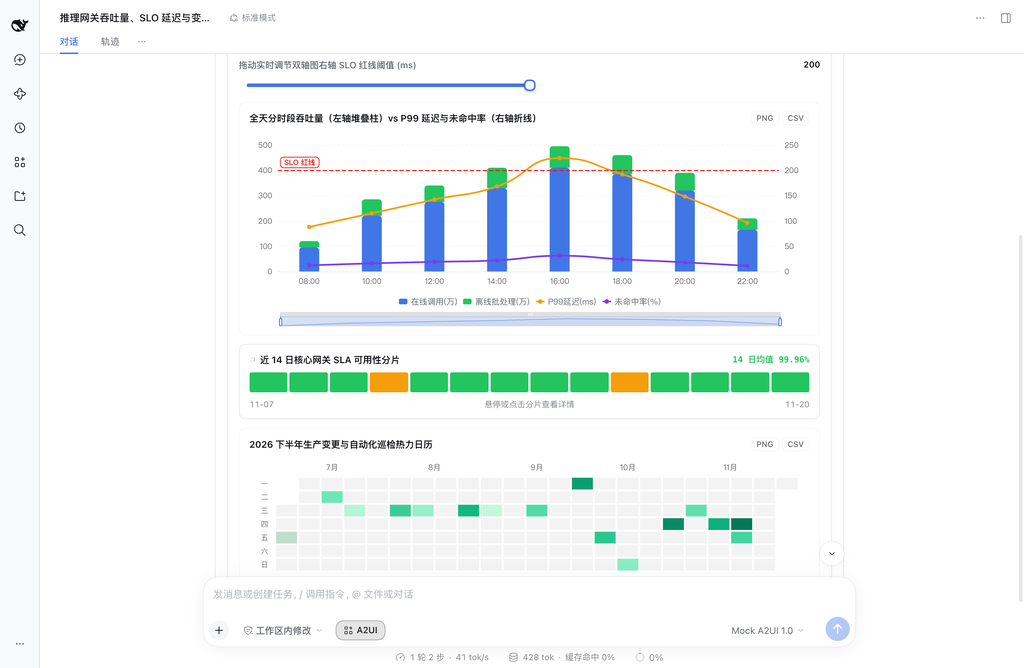 推理网关吞吐量、SLO 延迟与变...
标准模式
对话
轨迹
拖动实时调节双轴图右轴 SLO 红线阈值 (ms)
200
全天分时段吞吐量（左轴堆叠柱）vs P99 延迟与未命中率（右轴折线）
PNG
CSV
500
400
300
200
100
0
SLO 红线
250
200
150
100
50
0
08:00
10:00
12:00
14:00
16:00
18:00
20:00
22:00
在线调用(万)
离线批处理(万)
P99延迟(ms)
未命中率(%)
近 14 日核心网关 SLA 可用性分片
14 日均值 99.96%
11-07
悬停或点击分片查看详情
11-20
2026 下半年生产变更与自动化巡检热力日历
PNG
CSV
7月
8月
9月
10月
11月
一
二
三
四
五
六
日
发消息或创建任务, / 调用指令, @ 文件或对话
工作区内修改
A2UI
Mock A2UI 1.0
1 轮 2 步 · 41 tok/s
428 tok · 缓存命中 0%
0%